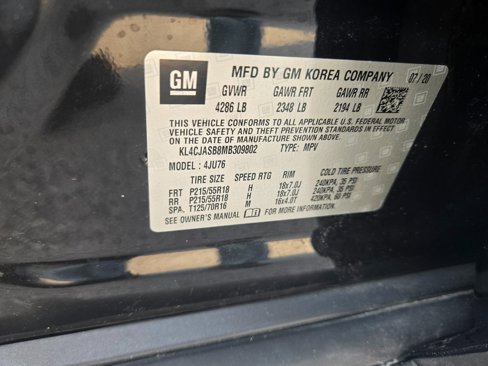 GM MFD BY GM KOREA COMPANY 07/20
GVWR GAWR FRT GAWR RR
4286 LB 2348 LB 2194 LB
THIS VEHICLE CONFORMS TO ALL APPLICABLE U.S. FEDERAL MOTOR
VEHICLE SAFETY AND THEFT PREVENTION STANDARDS IN EFFECT
ON THE DATE OF MANUFACTURE SHOWN ABOVE.
KL4CJASB8MB309802 TYPE: MPV
MODEL: 4JU76
TIRE SIZE SPEED RTG RIM COLD TIRE PRESSURE
FRT P215/55R18 H 18x7.0J 240KPA, 35 PSI
RR P215/55R18 H 18x7.0J 240KPA, 35 PSI
SPA. T125/70R16 M 16x4.0T 420KPA, 60 PSI
SEE OWNER'S MANUAL FOR MORE INFORMATION.